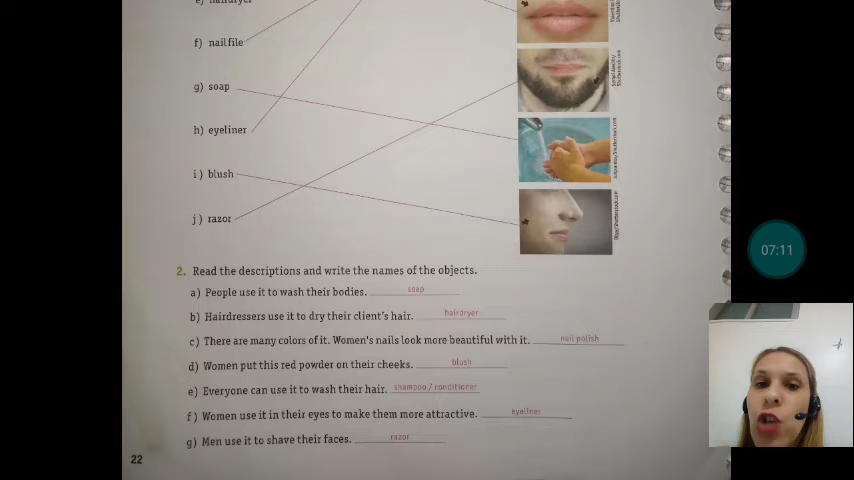 e) hairdryer
f) nail file
g) soap
h) eyeliner
i) blush
j) razor
2. Read the descriptions and write the names of the objects.
a) People use it to wash their bodies. soap
b) Hairdressers use it to dry their client's hair. hairdryer
c) There are many colors of it. Women's nails look more beautiful with it. nail polish
d) Women put this red powder on their cheeks. blush
e) Everyone can use it to wash their hair. shampoo / conditioner
f) Women use it in their eyes to make them more attractive. eyeliner
g) Men use it to shave their faces. razor
22
07:11